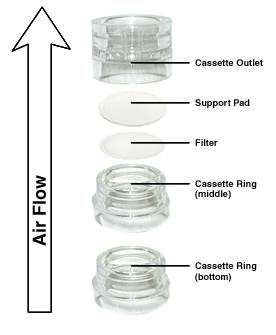 Cassette Outlet
Support Pad
Filter
Cassette Ring
(middle)
Air Flow
Cassette Ring
(bottom)